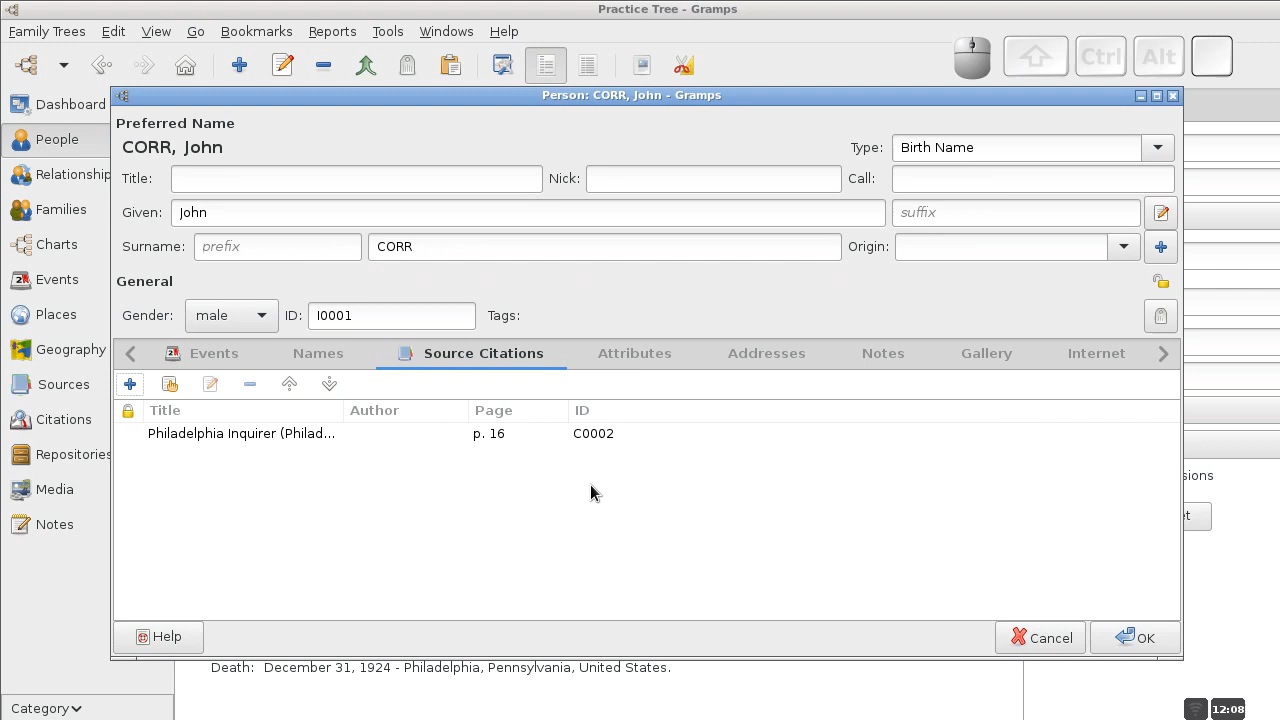 Practice Tree - Gramps
Family Trees Edit View Go Bookmarks Reports Tools Windows Help
Ctrl Alt
Person: CORR, John - Gramps
Dashboard
People
Relationship
Families
Charts
Events
Places
Geography
Sources
Citations
Repositories
Media
Notes
Category
Preferred Name
CORR, John
Type: Birth Name
Title: Nick: Call:
Given: John suffix
Surname: prefix CORR Origin:
General
Gender: male ID: I0001 Tags:
Events Names Source Citations Attributes Addresses Notes Gallery Internet
Title Author Page ID
Philadelphia Inquirer (Philad... p. 16 C0002
sions
et
Help Cancel OK
Death: December 31, 1924 - Philadelphia, Pennsylvania, United States.
12:08